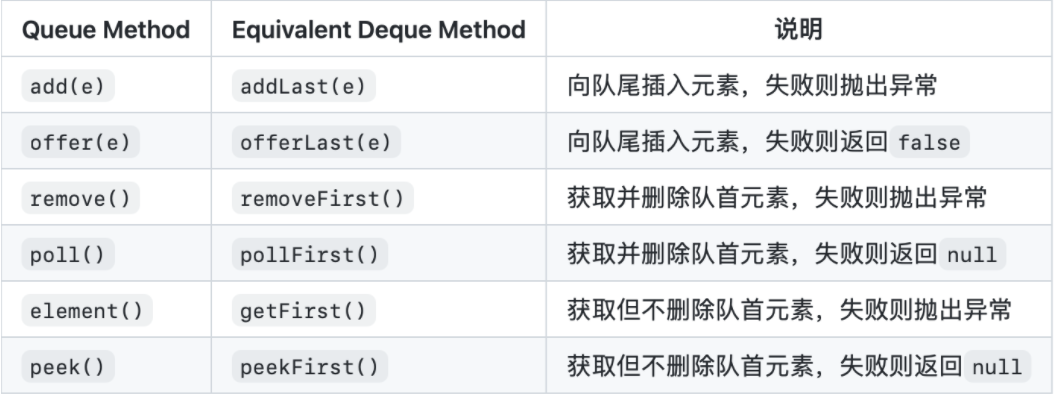 Queue Method Equivalent Deque Method 说明
add(e) addLast(e) 向队尾插入元素，失败则抛出异常
offer(e) offerLast(e) 向队尾插入元素，失败则返回 false
remove() removeFirst() 获取并删除队首元素，失败则抛出异常
poll() pollFirst() 获取并删除队首元素，失败则返回 null
element() getFirst() 获取但不删除队首元素，失败则抛出异常
peek() peekFirst() 获取但不删除队首元素，失败则返回 null